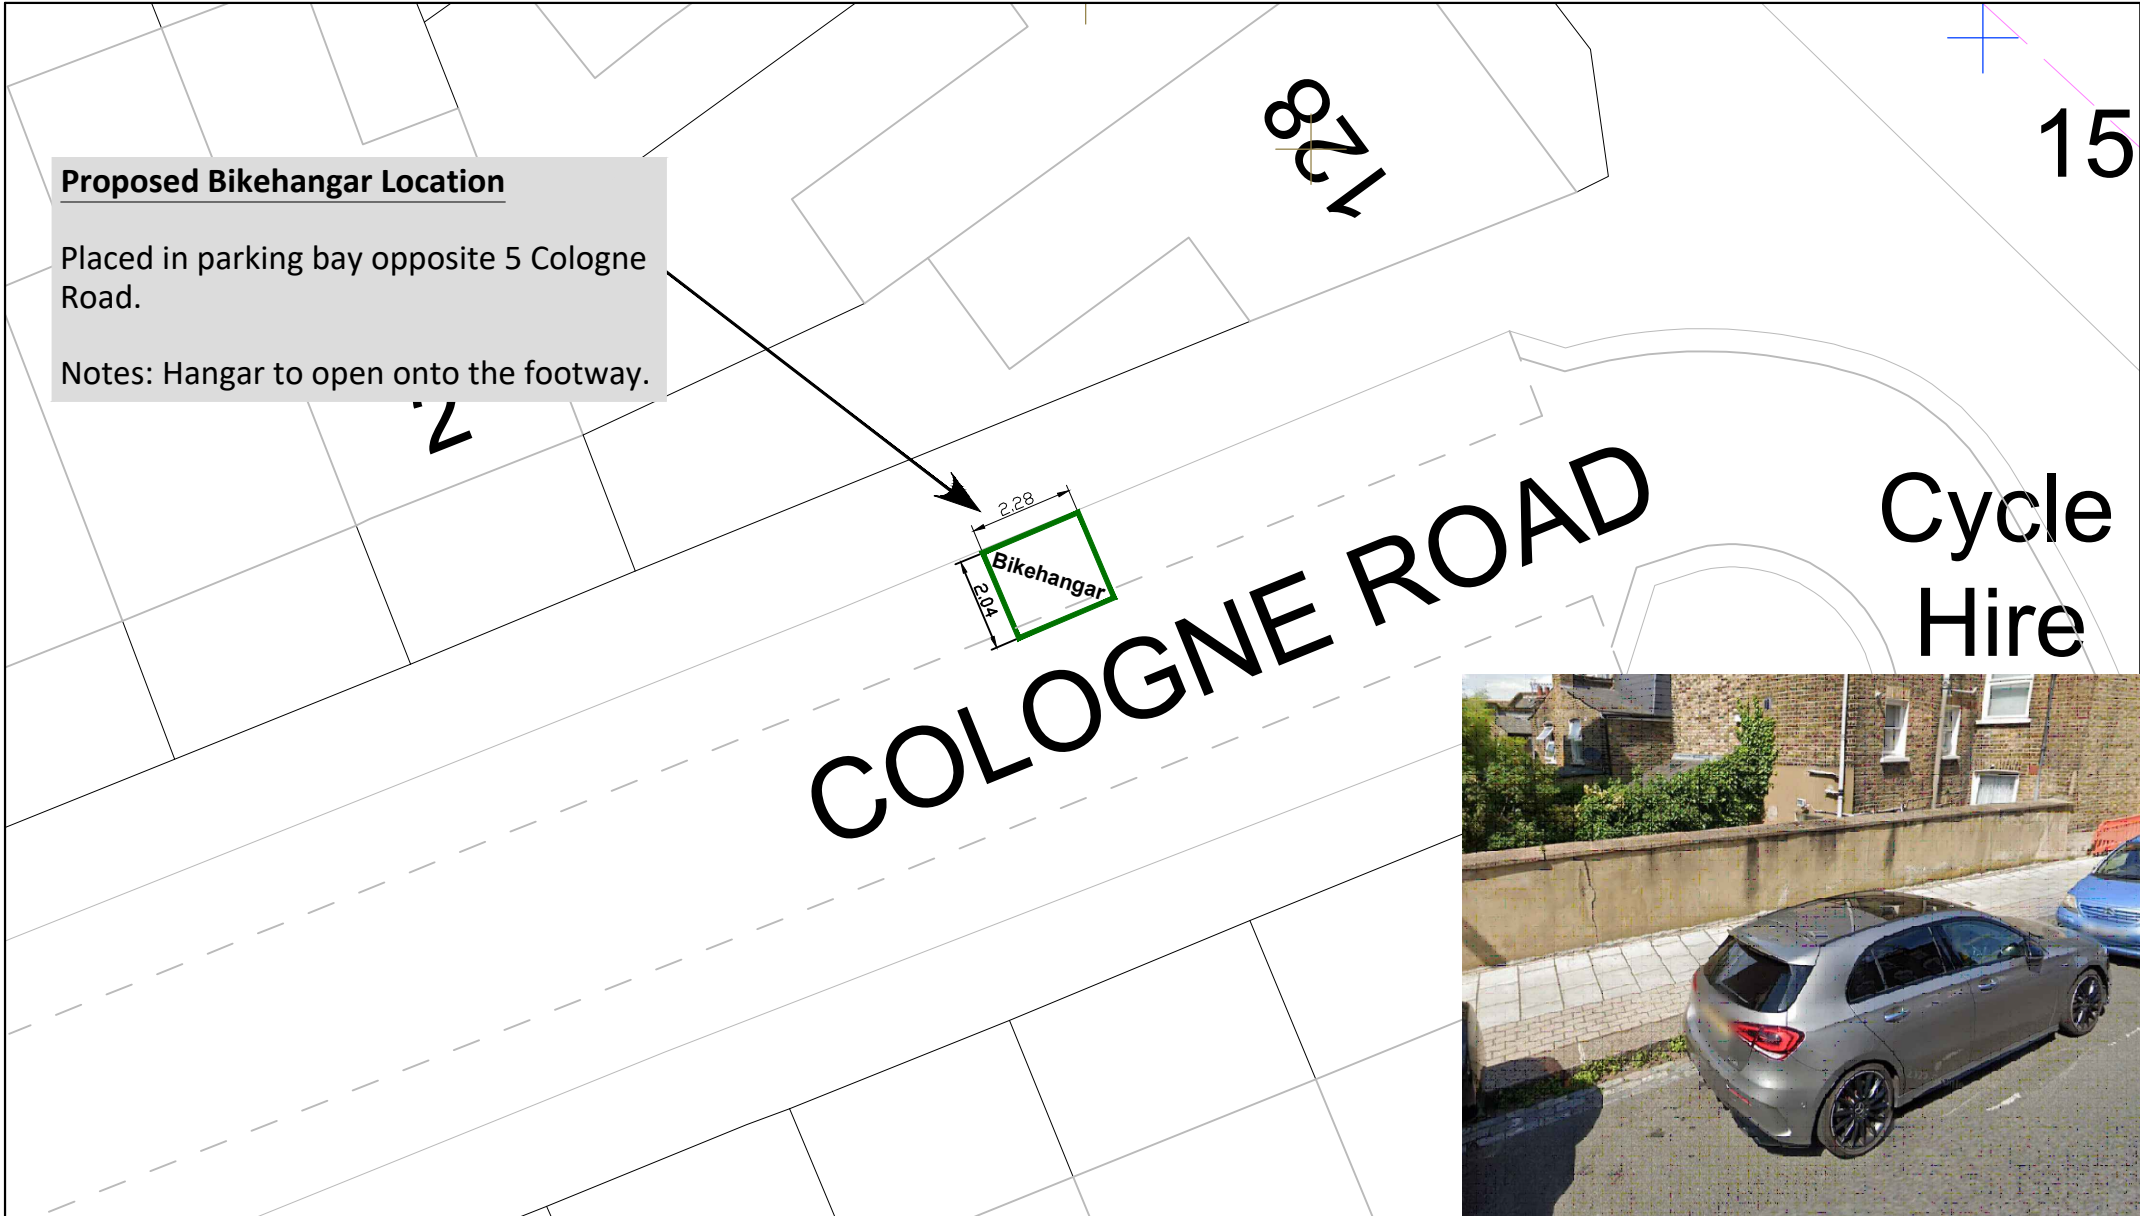 Proposed Bikehangar Location
Placed in parking bay opposite 5 Cologne
Road.
Notes: Hangar to open onto the footway.
128
15
2
2.28
2.04
Bikehangar
COLOGNE ROAD
Cycle
Hire